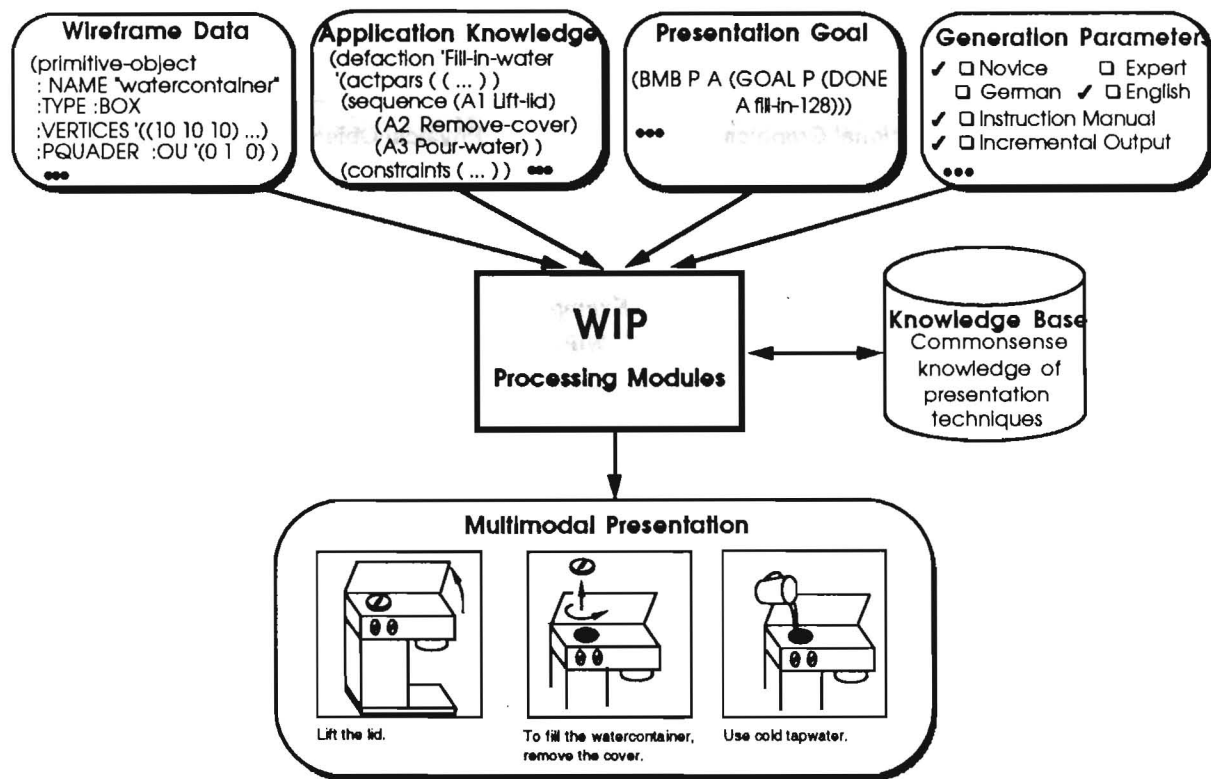 Wireframe Data
(primitive-object
: NAME "watercontainer"
:TYPE :BOX
:VERTICES '((10 10 10) ...)
:PQUADER :OU '(0 1 0) )
•••
Application Knowledge
(defaction 'Fill-in-water
'(actpars ( ( ... ) )
(sequence (A1 Lift-lid)
(A2 Remove-cover)
(A3 Pour-water) )
(constraints ( ... ) ) •••
Presentation Goal
(BMB P A (GOAL P (DONE
A fill-in-128)))
•••
Generation Parameters
✓ ❑ Novice ❑ Expert
❑ German ✓ ❑ English
✓ ❑ Instruction Manual
✓ ❑ Incremental Output
•••
WIP
Processing Modules
Knowledge Base
Commonsense
knowledge of
presentation
techniques
Multimodal Presentation
Lift the lid.
To fill the watercontainer,
remove the cover.
Use cold tapwater.